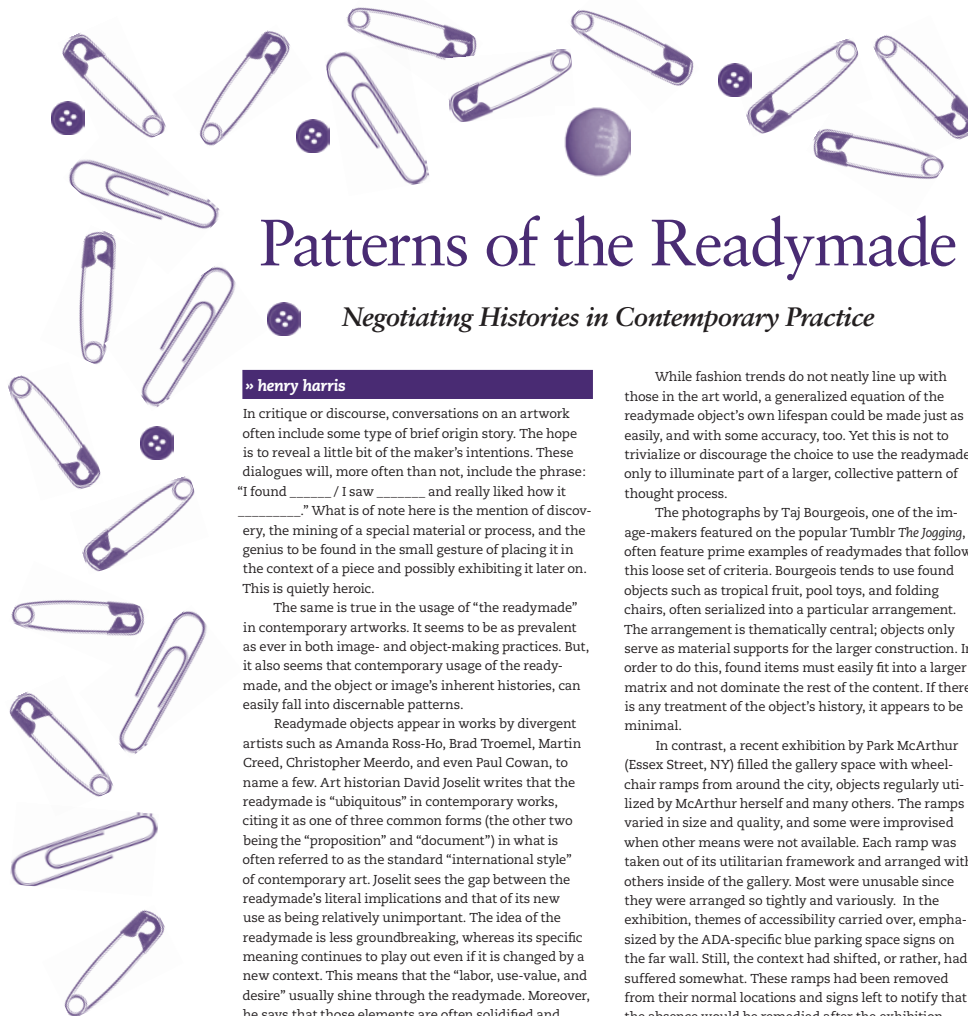 Patterns of the Readymade
Negotiating Histories in Contemporary Practice
» henry harris
In critique or discourse, conversations on an artwork
often include some type of brief origin story. The hope
is to reveal a little bit of the maker’s intentions. These
dialogues will, more often than not, include the phrase:
“I found ______ / I saw _______ and really liked how it
_________.” What is of note here is the mention of discov-
ery, the mining of a special material or process, and the
genius to be found in the small gesture of placing it in
the context of a piece and possibly exhibiting it later on.
This is quietly heroic.
The same is true in the usage of “the readymade”
in contemporary artworks. It seems to be as prevalent
as ever in both image- and object-making practices. But,
it also seems that contemporary usage of the ready-
made, and the object or image’s inherent histories, can
easily fall into discernable patterns.
Readymade objects appear in works by divergent
artists such as Amanda Ross-Ho, Brad Troemel, Martin
Creed, Christopher Meerdo, and even Paul Cowan, to
name a few. Art historian David Joselit writes that the
readymade is “ubiquitous” in contemporary works,
citing it as one of three common forms (the other two
being the “proposition” and “document”) in what is
often referred to as the standard “international style”
of contemporary art. Joselit sees the gap between the
readymade’s literal implications and that of its new
use as being relatively unimportant. The idea of the
readymade is less groundbreaking, whereas its specific
meaning continues to play out even if it is changed by a
new context. This means that the “labor, use-value, and
desire” usually shine through the readymade. Moreover,
he says that those elements are often solidified and
While fashion trends do not neatly line up with
those in the art world, a generalized equation of the
readymade object’s own lifespan could be made just as
easily, and with some accuracy, too. Yet this is not to
trivialize or discourage the choice to use the readymade
only to illuminate part of a larger, collective pattern of
thought process.
The photographs by Taj Bourgeois, one of the im-
age-makers featured on the popular Tumblr The Jogging,
often feature prime examples of readymades that follow
this loose set of criteria. Bourgeois tends to use found
objects such as tropical fruit, pool toys, and folding
chairs, often serialized into a particular arrangement.
The arrangement is thematically central; objects only
serve as material supports for the larger construction. In
order to do this, found items must easily fit into a larger
matrix and not dominate the rest of the content. If there
is any treatment of the object’s history, it appears to be
minimal.
In contrast, a recent exhibition by Park McArthur
(Essex Street, NY) filled the gallery space with wheel-
chair ramps from around the city, objects regularly uti-
lized by McArthur herself and many others. The ramps
varied in size and quality, and some were improvised
when other means were not available. Each ramp was
taken out of its utilitarian framework and arranged with
others inside of the gallery. Most were unusable since
they were arranged so tightly and variously. In the
exhibition, themes of accessibility carried over, empha-
sized by the ADA-specific blue parking space signs on
the far wall. Still, the context had shifted, or rather, had
suffered somewhat. These ramps had been removed
from their normal locations and signs left to notify that
the absence would be remedied after the exhibition